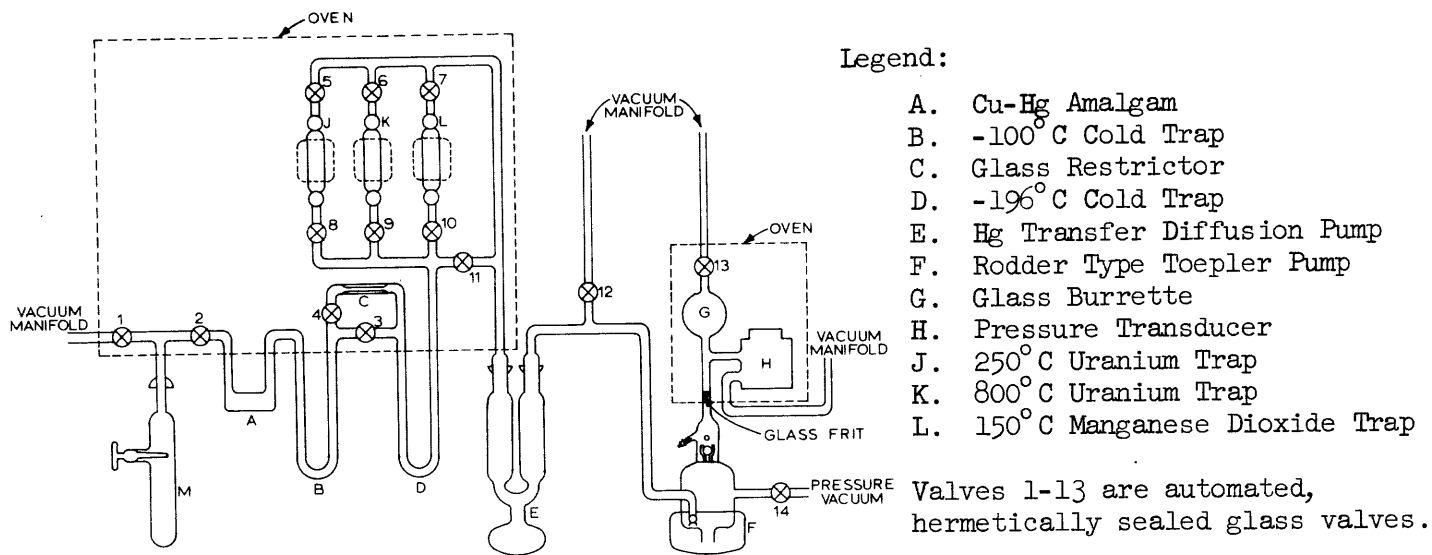 OVEN
5
6
7
J
K
L
8
9
10
11
C
4
3
VACUUM
MANIFOLD
1
2
A
B
D
M
E
VACUUM
MANIFOLD
12
OVEN
13
G
H
VACUUM
MANIFOLD
GLASS FRIT
PRESSURE
VACUUM
14
F
Legend:
A. Cu-Hg Amalgam
B. -100°C Cold Trap
C. Glass Restrictor
D. -196°C Cold Trap
E. Hg Transfer Diffusion Pump
F. Rodder Type Toepler Pump
G. Glass Burrette
H. Pressure Transducer
J. 250°C Uranium Trap
K. 800°C Uranium Trap
L. 150°C Manganese Dioxide Trap
Valves 1-13 are automated,
hermetically sealed glass valves.